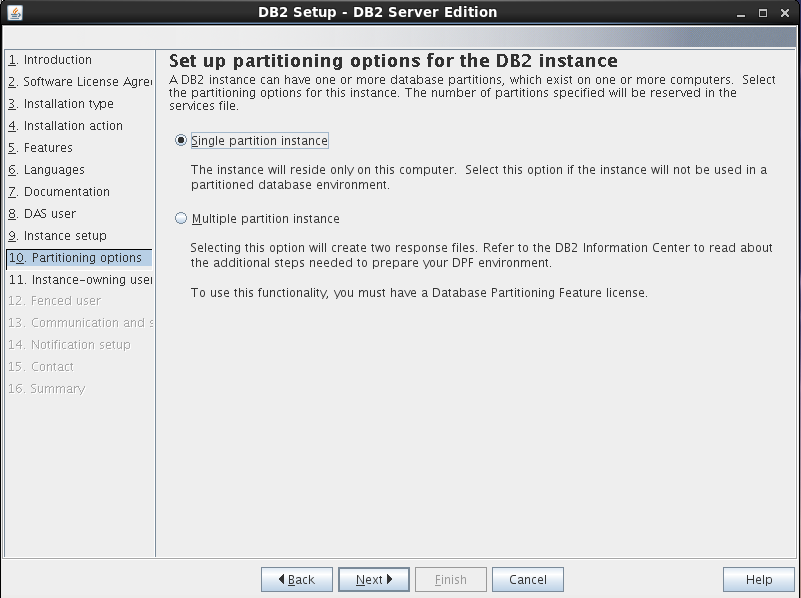 DB2 Setup - DB2 Server Edition
1. Introduction
2. Software License Agre
3. Installation type
4. Installation action
5. Features
6. Languages
7. Documentation
8. DAS user
9. Instance setup
10. Partitioning options
11. Instance-owning user
12. Fenced user
13. Communication and s
14. Notification setup
15. Contact
16. Summary
Set up partitioning options for the DB2 instance
A DB2 instance can have one or more database partitions, which exist on one or more computers. Select
the partitioning options for this instance. The number of partitions specified will be reserved in the
services file.
Single partition instance
The instance will reside only on this computer. Select this option if the instance will not be used in a
partitioned database environment.
Multiple partition instance
Selecting this option will create two response files. Refer to the DB2 Information Center to read about
the additional steps needed to prepare your DPF environment.
To use this functionality, you must have a Database Partitioning Feature license.
Back
Next
Finish
Cancel
Help